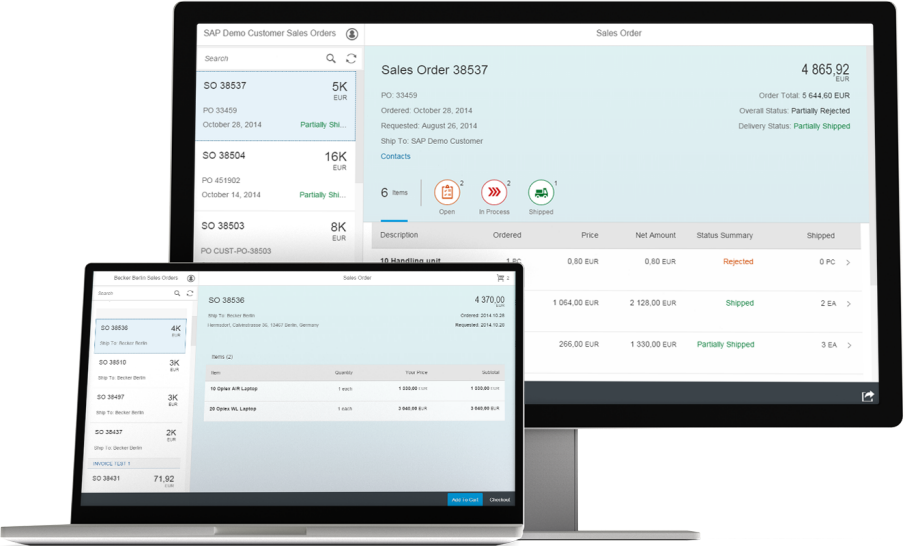 SAP Demo Customer Sales Orders
Sales Order
Search
SO 38537 5K
EUR
PO 33459
October 28, 2014 Partially Shi...
SO 38504 16K
EUR
PO 451902
October 14, 2014 Partially Shi...
SO 38503 8K
EUR
PO CUST-PO-38503
Sales Order 38537 4 865,92
EUR
PO: 33459 Order Total: 5 644,60 EUR
Ordered: October 28, 2014 Overall Status: Partially Rejected
Requested: August 26, 2014 Delivery Status: Partially Shipped
Ship To: SAP Demo Customer
Contacts
6 Items 2 2 1
Open In Process Shipped
Description Ordered Price Net Amount Status Summary Shipped
10 Handling unit 1 PC 0,80 EUR 0,80 EUR Rejected 0 PC
1 064,00 EUR 2 128,00 EUR Shipped 2 EA
266,00 EUR 1 330,00 EUR Partially Shipped 3 EA
Becker Berlin Sales Orders Sales Order 2
Search
SO 38536 4K
EUR
Ship To: Becker Berlin
SO 38510 3K
EUR
Ship To: Becker Berlin
SO 38497 3K
EUR
Ship To: Becker Berlin
SO 38437 2K
EUR
Ship To: Becker Berlin
INVOICE TEST 1
SO 38431 71,92
EUR
SO 38536 4 370,00
EUR
Ship To: Becker Berlin Ordered: 2014.10.28
Hermsdorf, Calvinstrasse 36, 13467 Berlin, Germany Requested: 2014.10.28
Items (2)
Item Quantity Your Price Subtotal
10 Oplex AIR Laptop 1 each 1 330,00 EUR 1 330,00 EUR
20 Oplex WL Laptop 1 each 3 040,00 EUR 3 040,00 EUR
Add To Cart Checkout